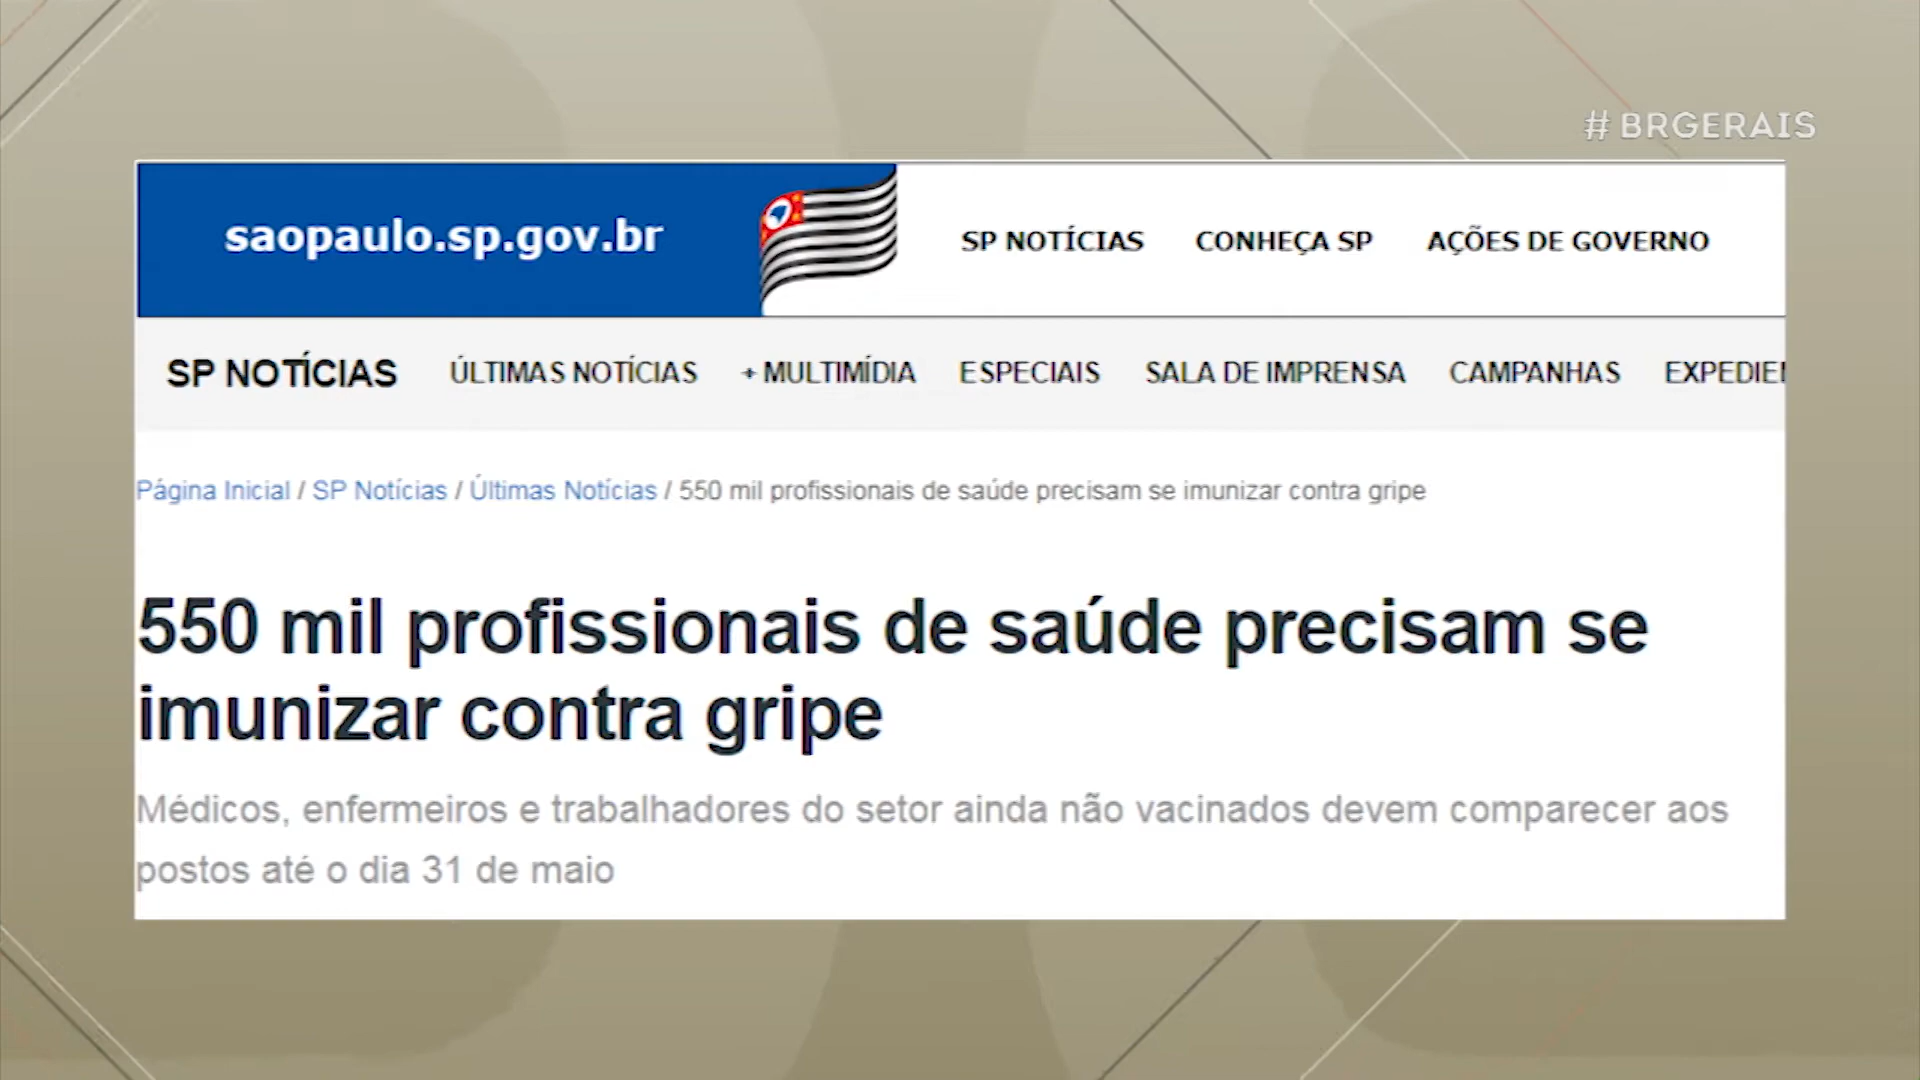 # BRGERAIS
saopaulo.sp.gov.br
SP NOTÍCIAS CONHEÇA SP AÇÕES DE GOVERNO
SP NOTÍCIAS ÚLTIMAS NOTÍCIAS + MULTIMÍDIA ESPECIAIS SALA DE IMPRENSA CAMPANHAS
Página Inicial / SP Notícias / Últimas Notícias / 550 mil profissionais de saúde precisam se imunizar contra gripe
550 mil profissionais de saúde precisam se
imunizar contra gripe
Médicos, enfermeiros e trabalhadores do setor ainda não vacinados devem comparecer aos
postos até o dia 31 de maio